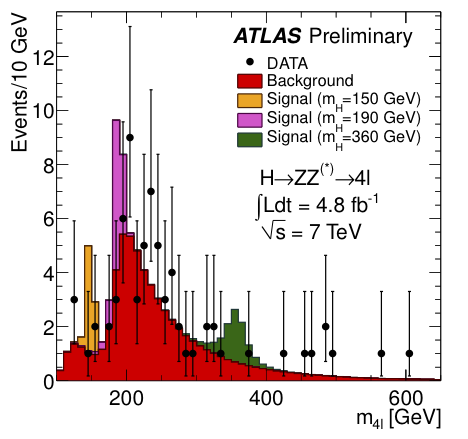 ATLAS Preliminary
DATA
Background
Signal (m_H=150 GeV)
Signal (m_H=190 GeV)
Signal (m_H=360 GeV)
H→ZZ^(*)→4l
∫Ldt = 4.8 fb^-1
√s = 7 TeV
Events/10 GeV
12
10
8
6
4
2
0
200 400 600
m_4l [GeV]